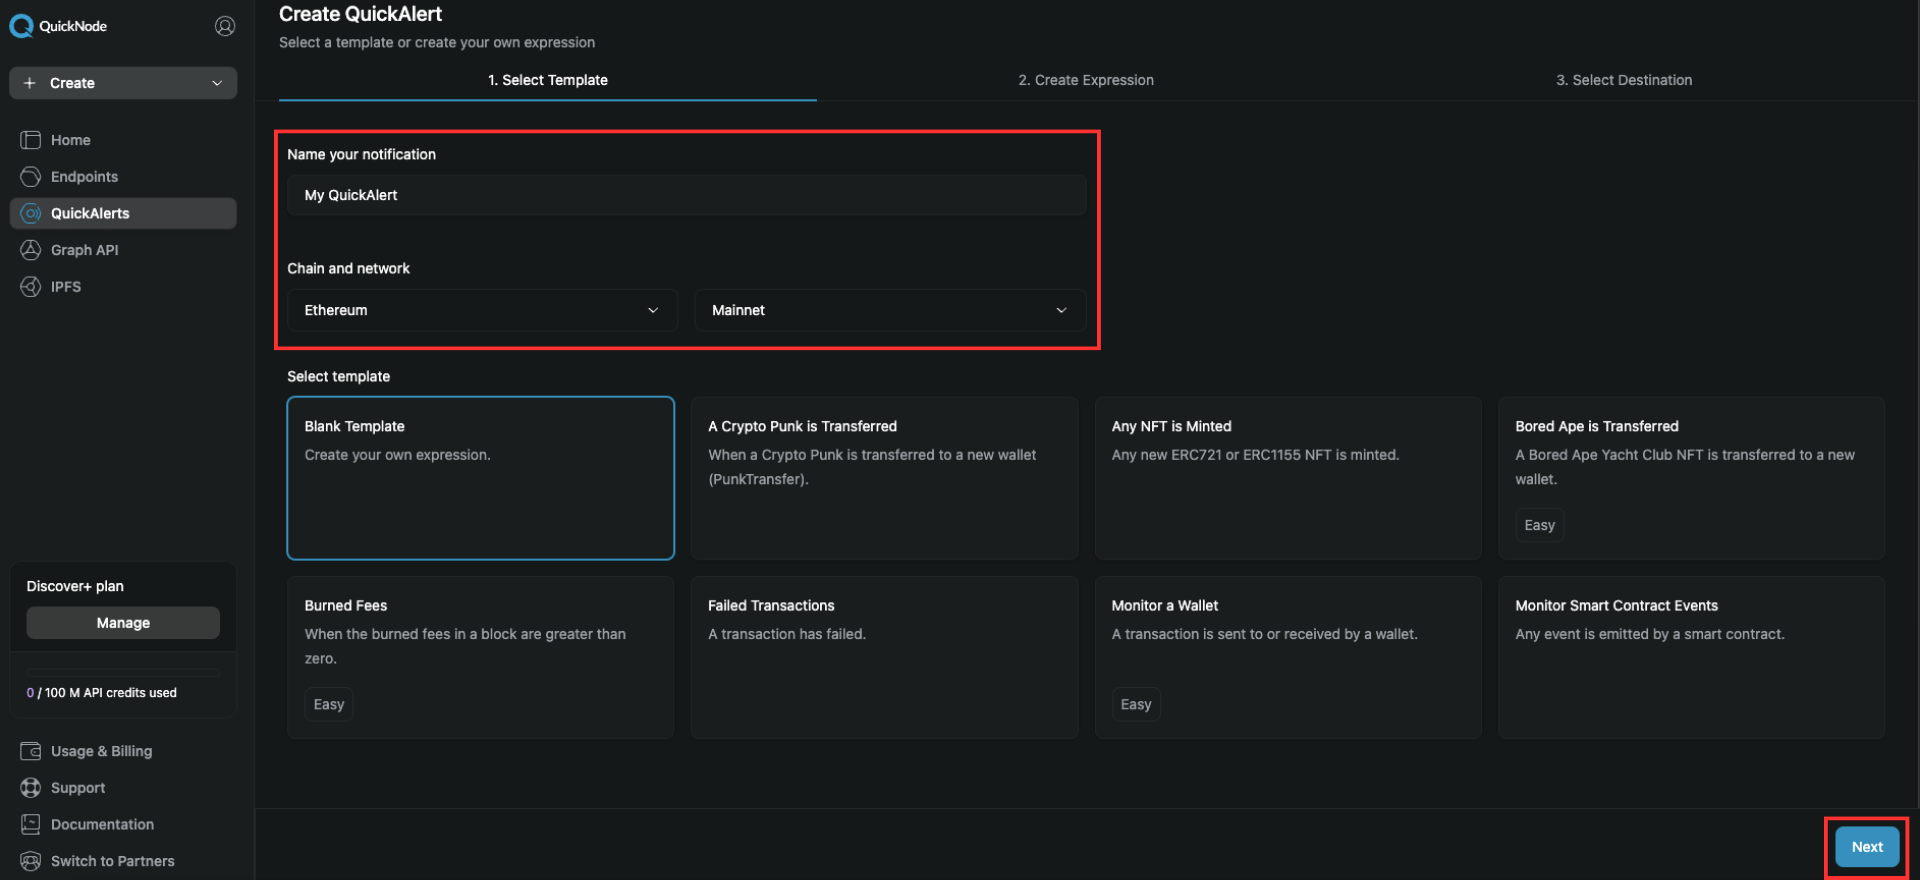 QuickNode
Create
Home
Endpoints
QuickAlerts
Graph API
IPFS
Discover+ plan
Manage
0 / 100 M API credits used
Usage & Billing
Support
Documentation
Switch to Partners
Create QuickAlert
Select a template or create your own expression
1. Select Template
2. Create Expression
3. Select Destination
Name your notification
My QuickAlert
Chain and network
Ethereum
Mainnet
Select template
Blank Template
Create your own expression.
A Crypto Punk is Transferred
When a Crypto Punk is transferred to a new wallet
(PunkTransfer).
Any NFT is Minted
Any new ERC721 or ERC1155 NFT is minted.
Bored Ape is Transferred
A Bored Ape Yacht Club NFT is transferred to a new
wallet.
Easy
Burned Fees
When the burned fees in a block are greater than
zero.
Easy
Failed Transactions
A transaction has failed.
Monitor a Wallet
A transaction is sent to or received by a wallet.
Easy
Monitor Smart Contract Events
Any event is emitted by a smart contract.
Next